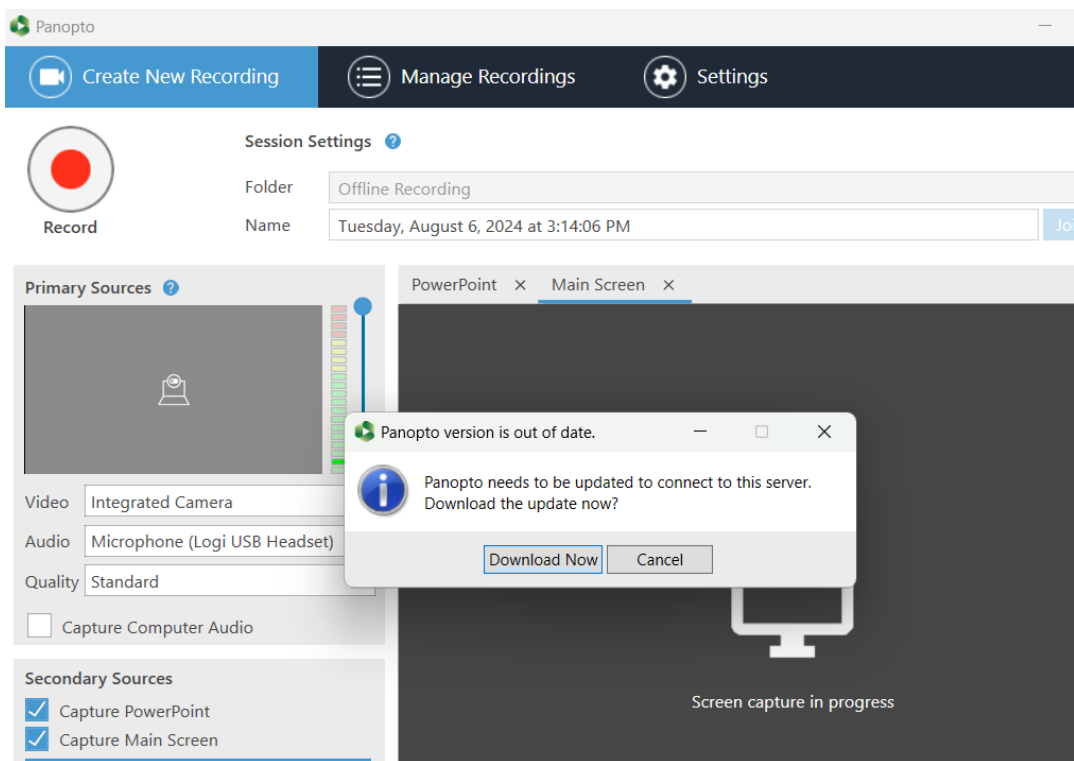 Panopto
Create New Recording
Manage Recordings
Settings
Record
Session Settings ?
Folder
Offline Recording
Name
Tuesday, August 6, 2024 at 3:14:06 PM
Primary Sources ?
PowerPoint
Main Screen
Panopto version is out of date.
Panopto needs to be updated to connect to this server.
Download the update now?
Download Now
Cancel
Video
Integrated Camera
Audio
Microphone (Logi USB Headset)
Quality
Standard
Capture Computer Audio
Secondary Sources
Capture PowerPoint
Capture Main Screen
Screen capture in progress